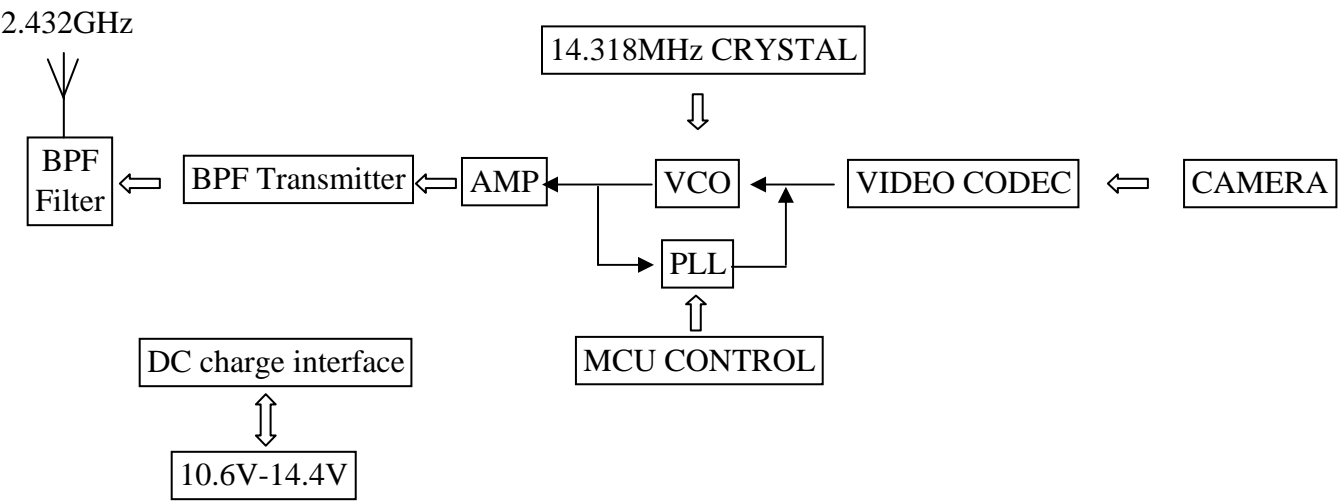 2.432GHz
14.318MHz CRYSTAL
BPF
Filter
BPF Transmitter
AMP
VCO
VIDEO CODEC
CAMERA
PLL
MCU CONTROL
DC charge interface
10.6V-14.4V